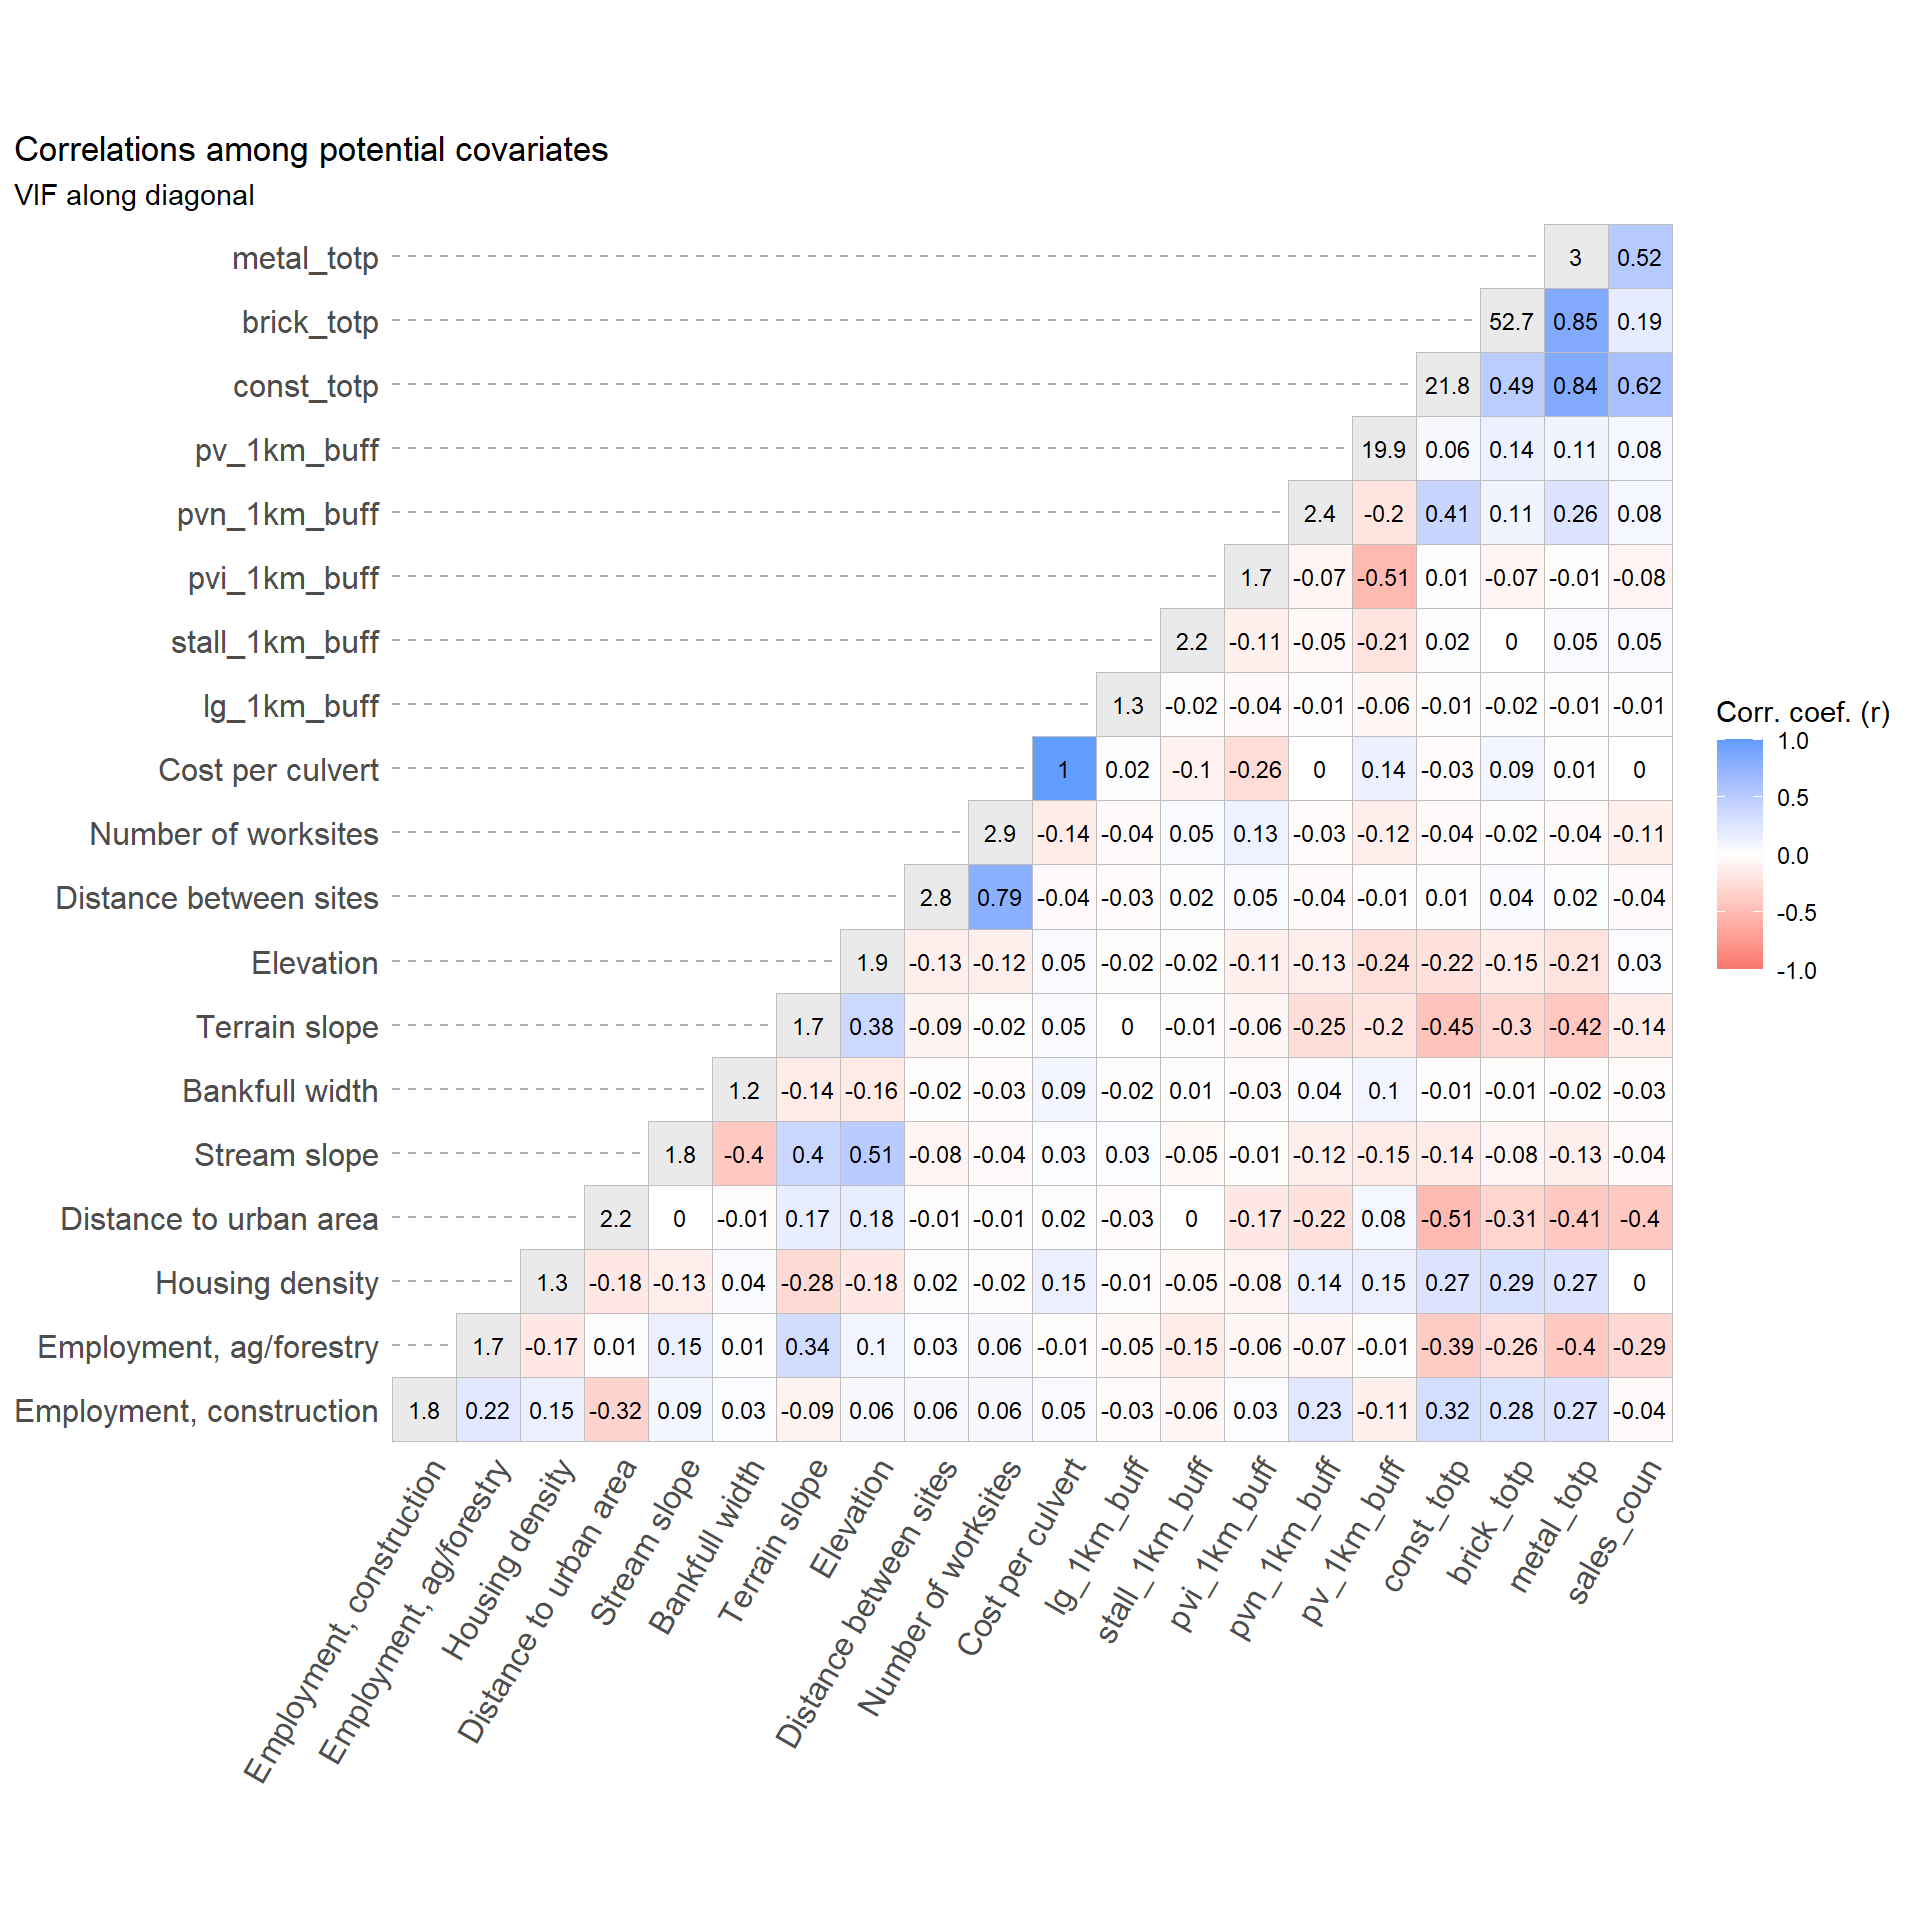 Correlations among potential covariates
VIF along diagonal
metal_totp 3 0.52
brick_totp 52.7 0.85 0.19
const_totp 21.8 0.49 0.84 0.62
pv_1km_buff 19.9 0.06 0.14 0.11 0.08
pvn_1km_buff 2.4 -0.2 0.41 0.11 0.26 0.08
pvi_1km_buff 1.7 -0.07 -0.51 0.01 -0.07 -0.01 -0.08
stall_1km_buff 2.2 -0.11 -0.05 -0.21 0.02 0 0.05 0.05
lg_1km_buff 1.3 -0.02 -0.04 -0.01 -0.06 -0.01 -0.02 -0.01 -0.01
Cost per culvert 1 0.02 -0.1 -0.26 0 0.14 -0.03 0.09 0.01 0
Number of worksites 2.9 -0.14 -0.04 0.05 0.13 -0.03 -0.12 -0.04 -0.02 -0.04 -0.11
Distance between sites 2.8 0.79 -0.04 -0.03 0.02 0.05 -0.04 -0.01 0.01 0.04 0.02 -0.04
Elevation 1.9 -0.13 -0.12 0.05 -0.02 -0.02 -0.11 -0.13 -0.24 -0.22 -0.15 -0.21 0.03
Terrain slope 1.7 0.38 -0.09 -0.02 0.05 0 -0.01 -0.06 -0.25 -0.2 -0.45 -0.3 -0.42 -0.14
Bankfull width 1.2 -0.14 -0.16 -0.02 -0.03 0.09 -0.02 0.01 -0.03 0.04 0.1 -0.01 -0.01 -0.02 -0.03
Stream slope 1.8 -0.4 0.4 0.51 -0.08 -0.04 0.03 0.03 -0.05 -0.01 -0.12 -0.15 -0.14 -0.08 -0.13 -0.04
Distance to urban area 2.2 0 -0.01 0.17 0.18 -0.01 -0.01 0.02 -0.03 0 -0.17 -0.22 0.08 -0.51 -0.31 -0.41 -0.4
Housing density 1.3 -0.18 -0.13 0.04 -0.28 -0.18 0.02 -0.02 0.15 -0.01 -0.05 -0.08 0.14 0.15 0.27 0.29 0.27 0
Employment, ag/forestry 1.7 -0.17 0.01 0.15 0.01 0.34 0.1 0.03 0.06 -0.01 -0.05 -0.15 -0.06 -0.07 -0.01 -0.39 -0.26 -0.4 -0.29
Employment, construction 1.8 0.22 0.15 -0.32 0.09 0.03 -0.09 0.06 0.06 0.06 0.05 -0.03 -0.06 0.03 0.23 -0.11 0.32 0.28 0.27 -0.04
Employment, construction
Employment, ag/forestry
Housing density
Distance to urban area
Stream slope
Bankfull width
Terrain slope
Elevation
Distance between sites
Number of worksites
Cost per culvert
lg_1km_buff
stall_1km_buff
pvi_1km_buff
pvn_1km_buff
pv_1km_buff
const_totp
brick_totp
metal_totp
sales_coun
Corr. coef. (r)
1.0
0.5
0.0
-0.5
-1.0